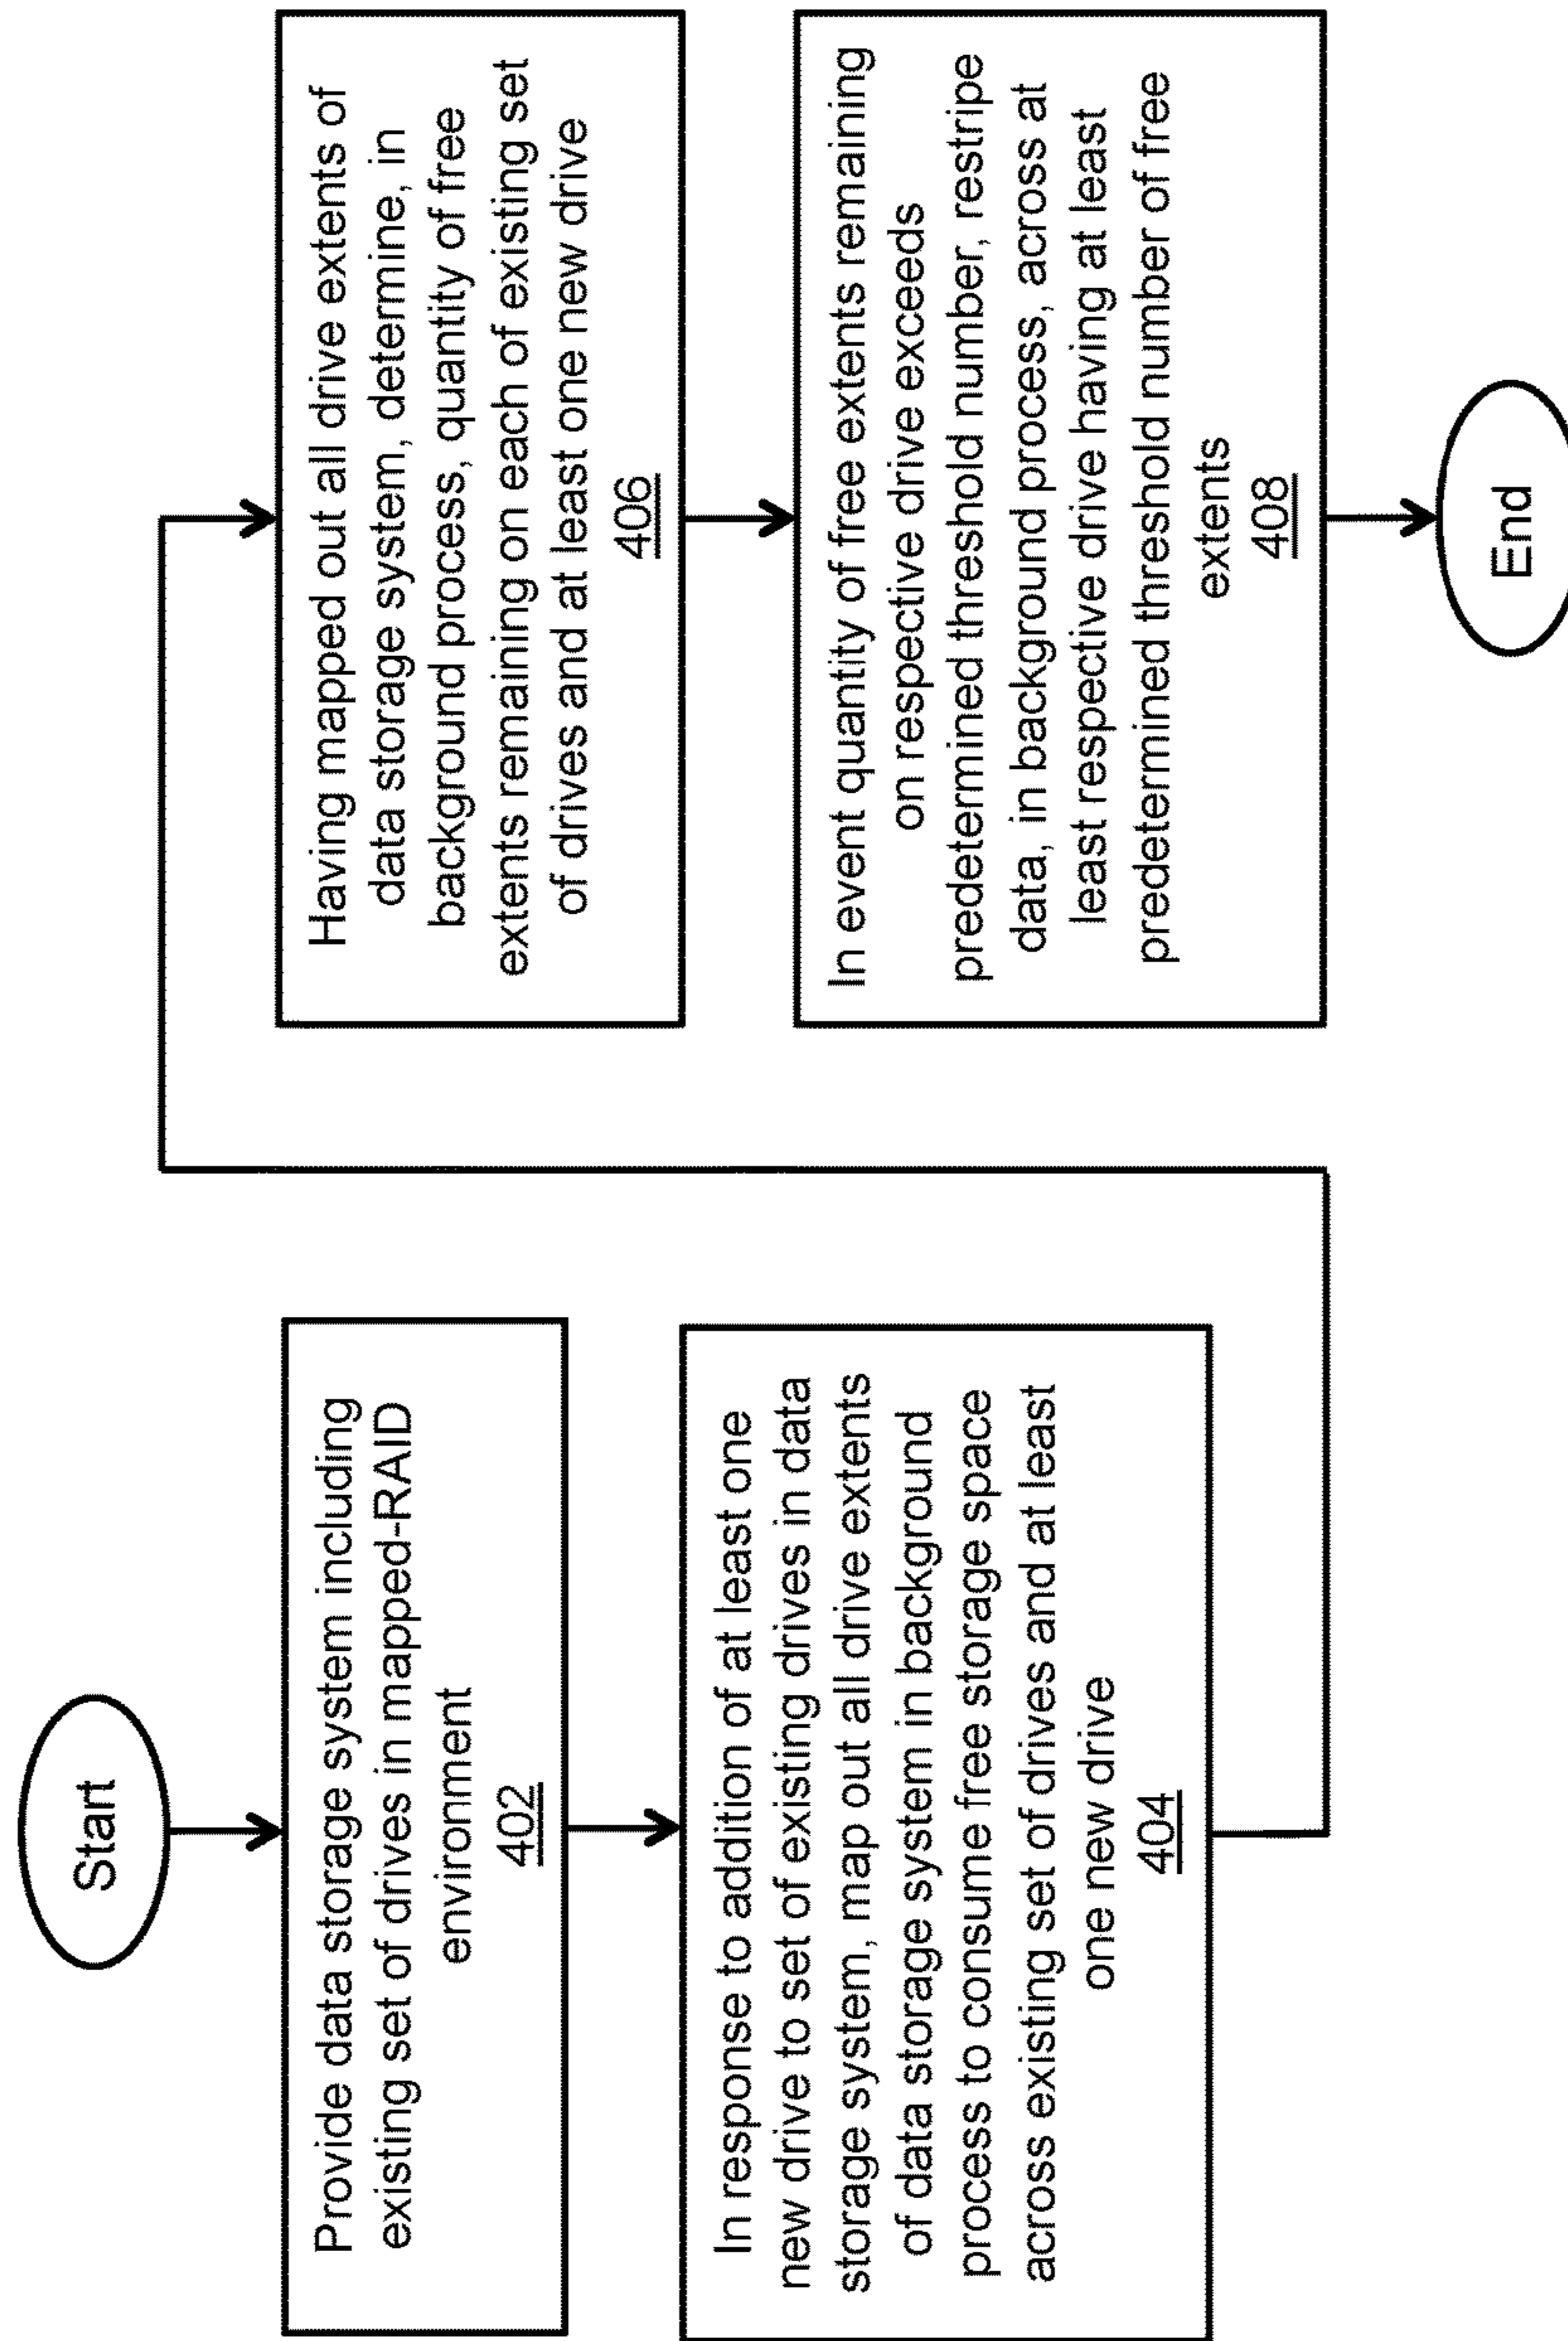 Start
Provide data storage system including
existing set of drives in mapped-RAID
environment
402
In response to addition of at least one
new drive to set of existing drives in data
storage system, map out all drive extents
of data storage system in background
process to consume free storage space
across existing set of drives and at least
one new drive
404
Having mapped out all drive extents of
data storage system, determine, in
background process, quantity of free
extents remaining on each of existing set
of drives and at least one new drive
406
In event quantity of free extents remaining
on respective drive exceeds
predetermined threshold number, restripe
data, in background process, across at
least respective drive having at least
predetermined threshold number of free
extents
408
End